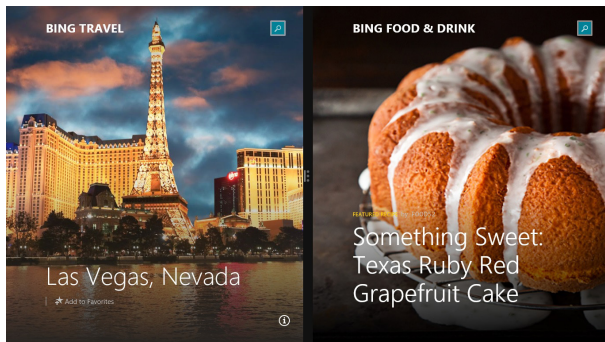 BING TRAVEL
Las Vegas, Nevada
Add to Favorites
BING FOOD & DRINK
Something Sweet:
Texas Ruby Red
Grapefruit Cake